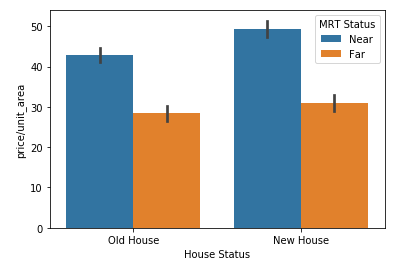 50
40
30
20
10
0
price/unit_area
MRT Status
Near
Far
Old House
New House
House Status